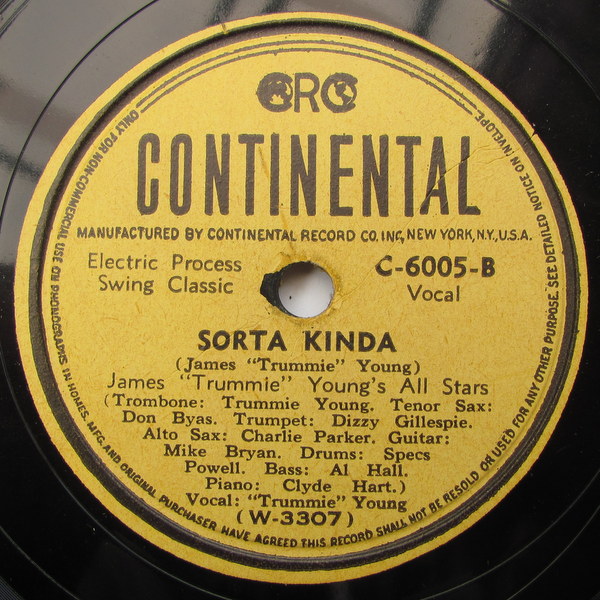 CRC
CONTINENTAL
MANUFACTURED BY CONTINENTAL RECORD CO. INC, NEW YORK, N.Y., U.S.A.
Electric Process
Swing Classic
C-6005-B
Vocal
SORTA KINDA
(James "Trummie" Young)
James "Trummie" Young's All Stars
(Trombone: Trummie Young. Tenor Sax:
Don Byas. Trumpet: Dizzy Gillespie.
Alto Sax: Charlie Parker. Guitar:
Mike Bryan. Drums: Specs
Powell. Bass: Al Hall.
Piano: Clyde Hart.)
Vocal: "Trummie" Young
(W-3307)
ONLY FOR NON-COMMERCIAL USE ON PHONOGRAPHS IN HOMES. MFG. AND ORIGINAL PURCHASER HAVE AGREED THIS RECORD SHALL NOT BE RESOLD OR USED FOR ANY OTHER PURPOSE. SEE DETAILED NOTICE ON ENVELOPE